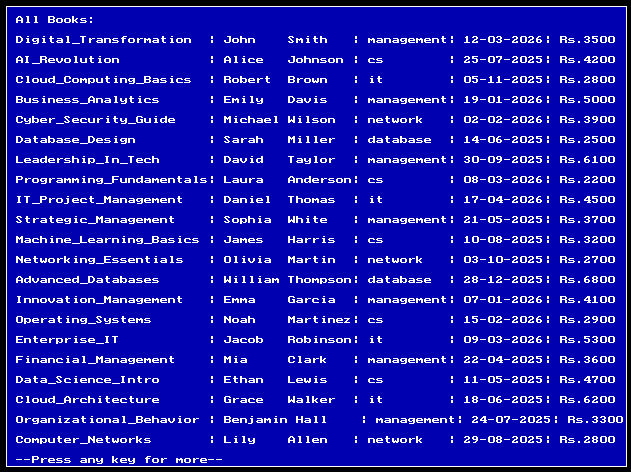 All Books:
Digital_Transformation  ¦ John    Smith    ¦ management¦ 12-03-2026¦ Rs.3500
AI_Revolution           ¦ Alice   Johnson ¦ cs        ¦ 25-07-2025¦ Rs.4200
Cloud_Computing_Basics  ¦ Robert  Brown   ¦ it        ¦ 05-11-2025¦ Rs.2800
Business_Analytics      ¦ Emily   Davis   ¦ management¦ 19-01-2026¦ Rs.5000
Cyber_Security_Guide    ¦ Michael Wilson  ¦ network   ¦ 02-02-2026¦ Rs.3900
Database_Design         ¦ Sarah   Miller  ¦ database  ¦ 14-06-2025¦ Rs.2500
Leadership_In_Tech      ¦ David   Taylor  ¦ management¦ 30-09-2025¦ Rs.6100
Programming_Fundamentals¦ Laura   Anderson¦ cs        ¦ 08-03-2026¦ Rs.2200
IT_Project_Management   ¦ Daniel  Thomas  ¦ it        ¦ 17-04-2026¦ Rs.4500
Strategic_Management    ¦ Sophia  White   ¦ management¦ 21-05-2025¦ Rs.3700
Machine_Learning_Basics ¦ James   Harris  ¦ cs        ¦ 10-08-2025¦ Rs.3200
Networking_Essentials   ¦ Olivia  Martin  ¦ network   ¦ 03-10-2025¦ Rs.2700
Advanced_Databases      ¦ William Thompson¦ database  ¦ 28-12-2025¦ Rs.6800
Innovation_Management   ¦ Emma    Garcia  ¦ management¦ 07-01-2026¦ Rs.4100
Operating_Systems       ¦ Noah    Martinez¦ cs        ¦ 15-02-2026¦ Rs.2900
Enterprise_IT           ¦ Jacob   Robinson¦ it        ¦ 09-03-2026¦ Rs.5300
Financial_Management    ¦ Mia     Clark   ¦ management¦ 22-04-2025¦ Rs.3600
Data_Science_Intro      ¦ Ethan   Lewis   ¦ cs        ¦ 11-05-2025¦ Rs.4700
Cloud_Architecture      ¦ Grace   Walker  ¦ it        ¦ 18-06-2025¦ Rs.6200
Organizational_Behavior ¦ Benjamin Hall    ¦ management¦ 24-07-2025¦ Rs.3300
Computer_Networks       ¦ Lily    Allen   ¦ network   ¦ 29-08-2025¦ Rs.2800
--Press any key for more--